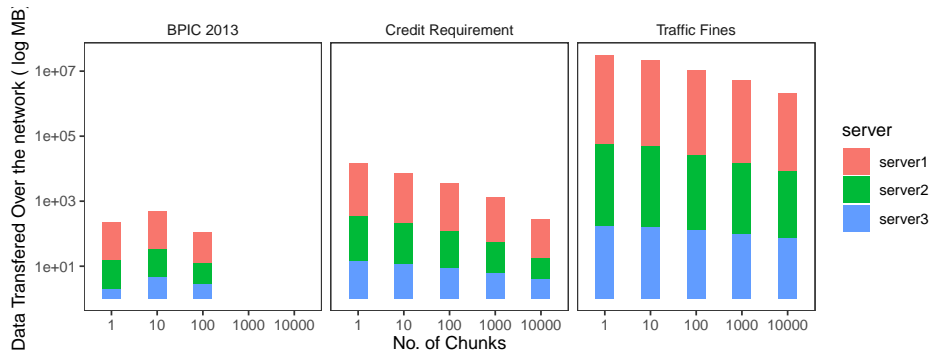 BPIC 2013
Credit Requirement
Traffic Fines
Data Transferred Over the network ( log MB)
1e+07
1e+05
1e+03
1e+01
1 10 100 1000 10000
1 10 100 1000 10000
1 10 100 1000 10000
No. of Chunks
server
server1
server2
server3